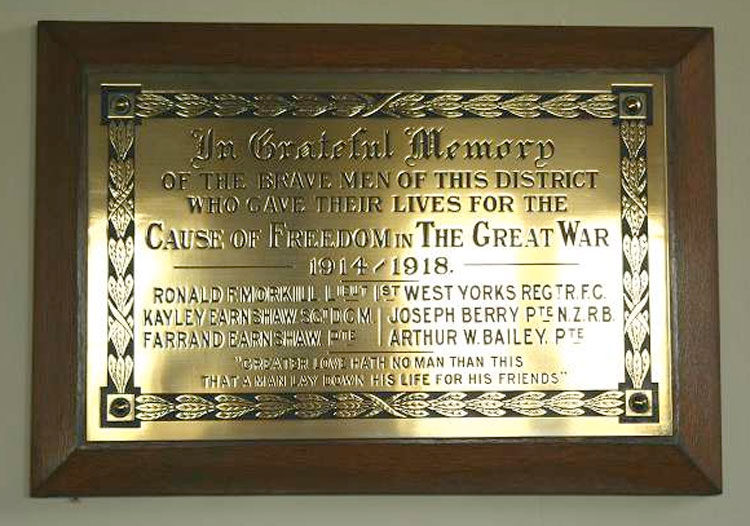 In Grateful Memory
OF THE BRAVE MEN OF THIS DISTRICT
WHO GAVE THEIR LIVES FOR THE
CAUSE OF FREEDOM IN THE GREAT WAR
1914/1918.
RONALD F. MORKILL LIEUT 1ST WEST YORKS REGT R.F.C.
KAYLEY EARNSHAW SGT D.C.M. JOSEPH BERRY PTE N.Z.R.B.
FARRAND EARNSHAW. PTE ARTHUR W. BAILEY. PTE
"GREATER LOVE HATH NO MAN THAN THIS
THAT A MAN LAY DOWN HIS LIFE FOR HIS FRIENDS"